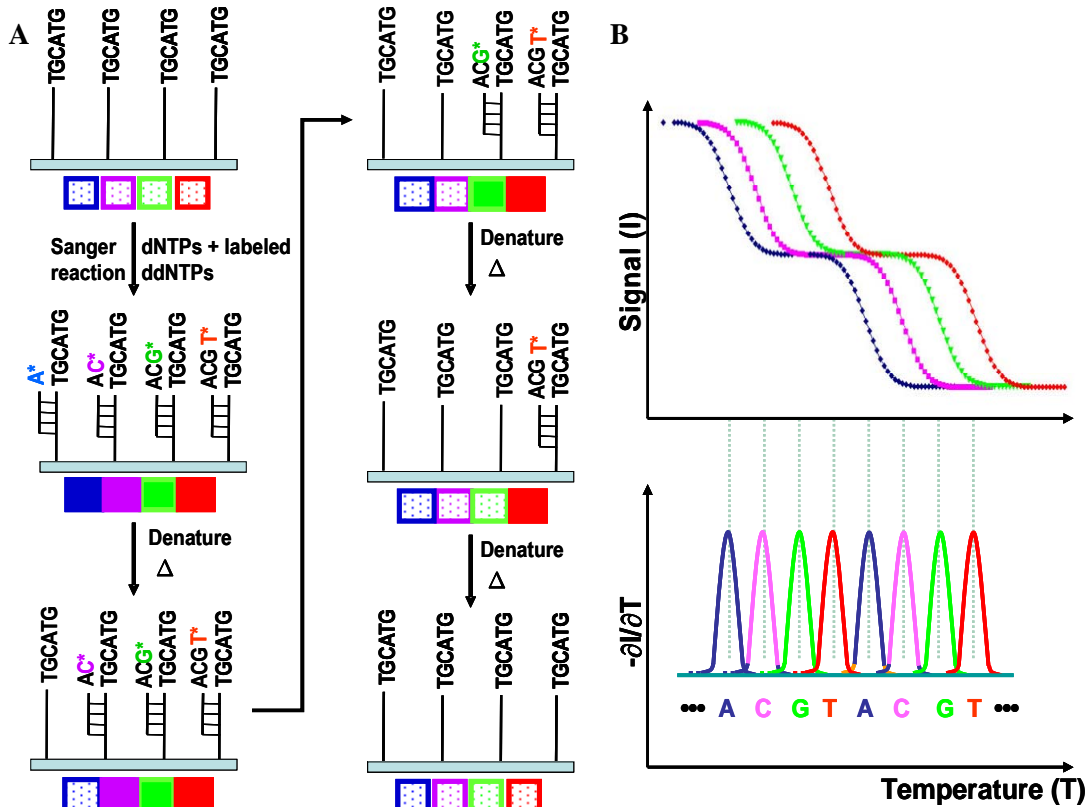 A
TGCATG TGCATG TGCATG TGCATG
Sanger reaction
dNTPs + labeled ddNTPs
A* TGCATG AC* TGCATG ACG* TGCATG ACG T* TGCATG
Denature
Δ
TGCATG AC* TGCATG ACG* TGCATG ACG T* TGCATG
TGCATG TGCATG ACG* TGCATG ACG T* TGCATG
Denature
Δ
TGCATG TGCATG TGCATG ACG T* TGCATG
Denature
Δ
TGCATG TGCATG TGCATG TGCATG
B
Signal (I)
-∂I/∂T
••• A C G T A C G T •••
Temperature (T)